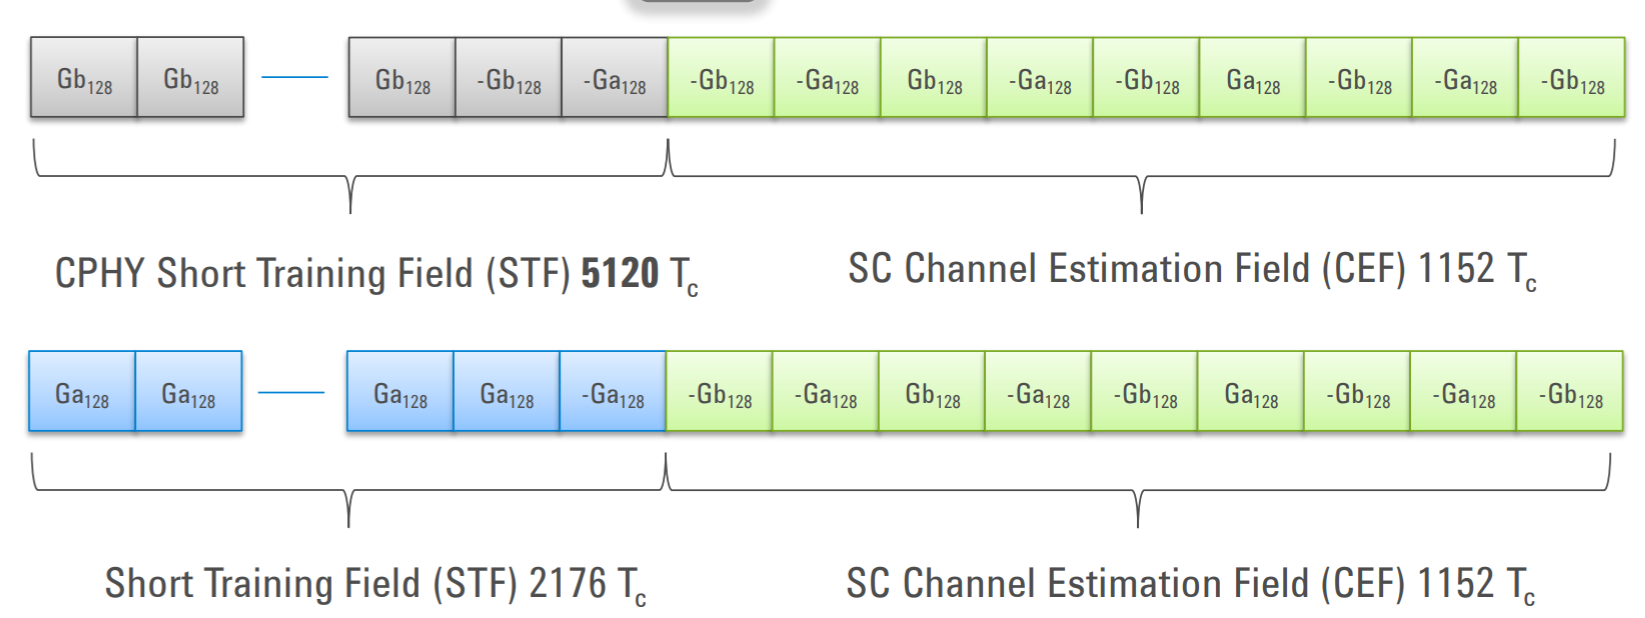 Gb128 Gb128 Gb128 -Gb128 -Ga128 -Gb128 -Ga128 Gb128 -Ga128 -Gb128 Ga128 -Gb128 -Ga128 -Gb128
CPHY Short Training Field (STF) 5120 Tc SC Channel Estimation Field (CEF) 1152 Tc
Ga128 Ga128 Ga128 Ga128 -Ga128 -Gb128 -Ga128 Gb128 -Ga128 -Gb128 Ga128 -Gb128 -Ga128 -Gb128
Short Training Field (STF) 2176 Tc SC Channel Estimation Field (CEF) 1152 Tc